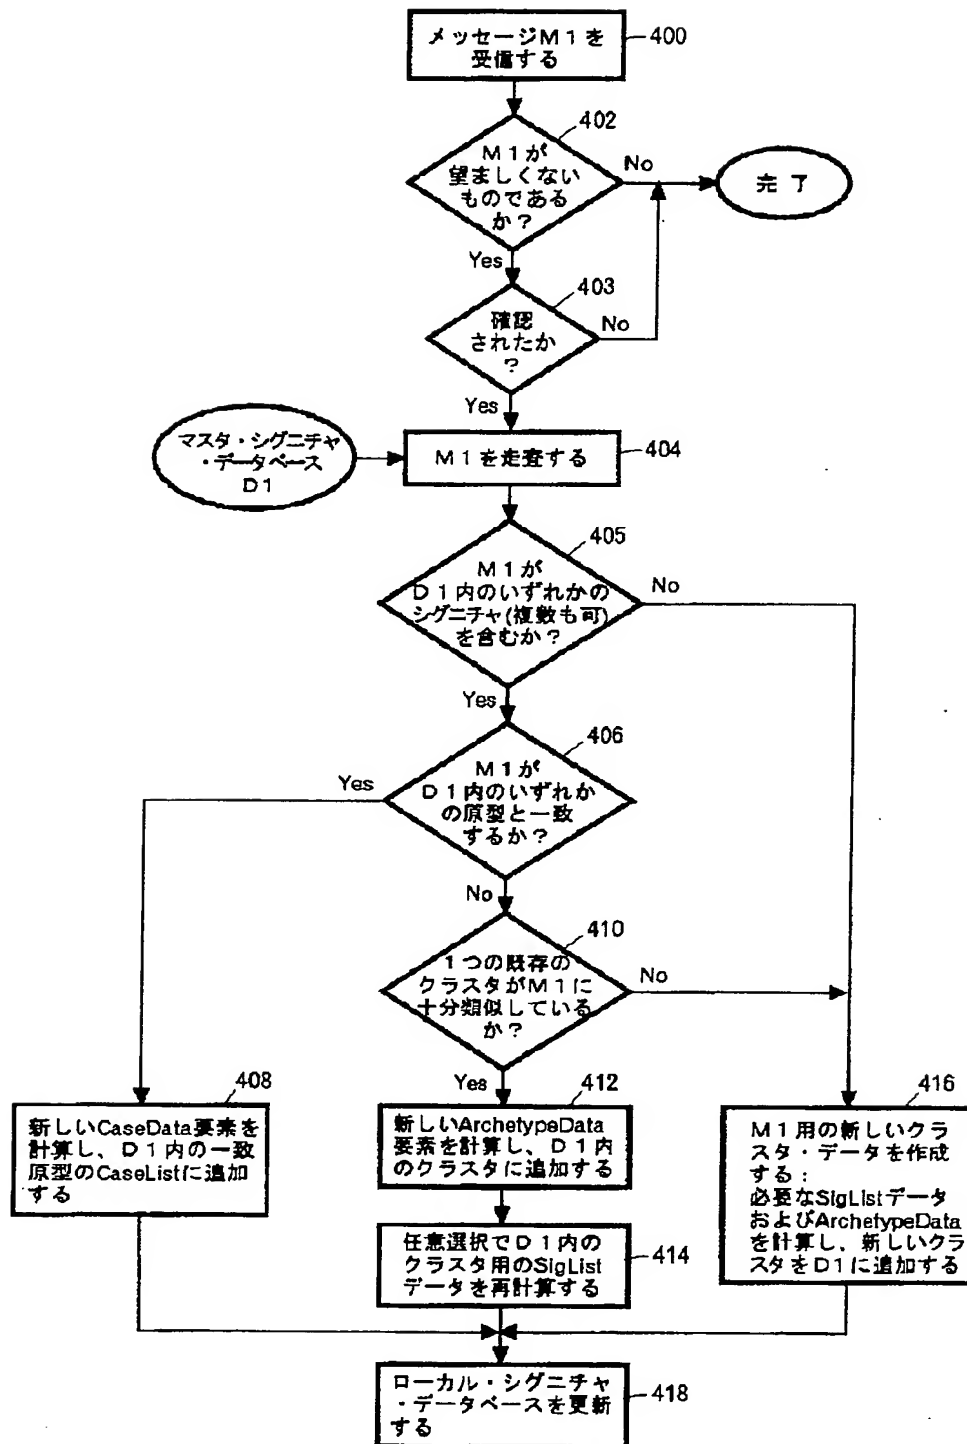 メッセージM1を
受信する
400
402
M1が
望ましくない
ものである
か?
No
完了
Yes
403
確認
されたか
?
No
Yes
マスタ・シグニチャ
・データベース
D1
M1を走査する
404
405
M1が
D1内のいずれかの
シグニチャ(複数も可)
を含むか?
No
Yes
406
M1が
D1内のいずれか
の原型と一致
するか?
Yes
No
410
1つの既存の
クラスタがM1に
十分類似している
か?
No
Yes
408
新しいCaseData要素を
計算し、D1内の一致
原型のCaseListに追加
する
412
新しいArchetypeData
要素を計算し、D1内
のクラスタに追加する
416
M1用の新しいクラ
スタ・データを作成
する:
必要なSigListデータ
およびArchetypeData
を計算し、新しいクラ
スタをD1に追加する
任意選択でD1内の
クラスタ用のSigList
データを再計算する
414
ローカル・シグニチャ
・データベースを更新
する
418